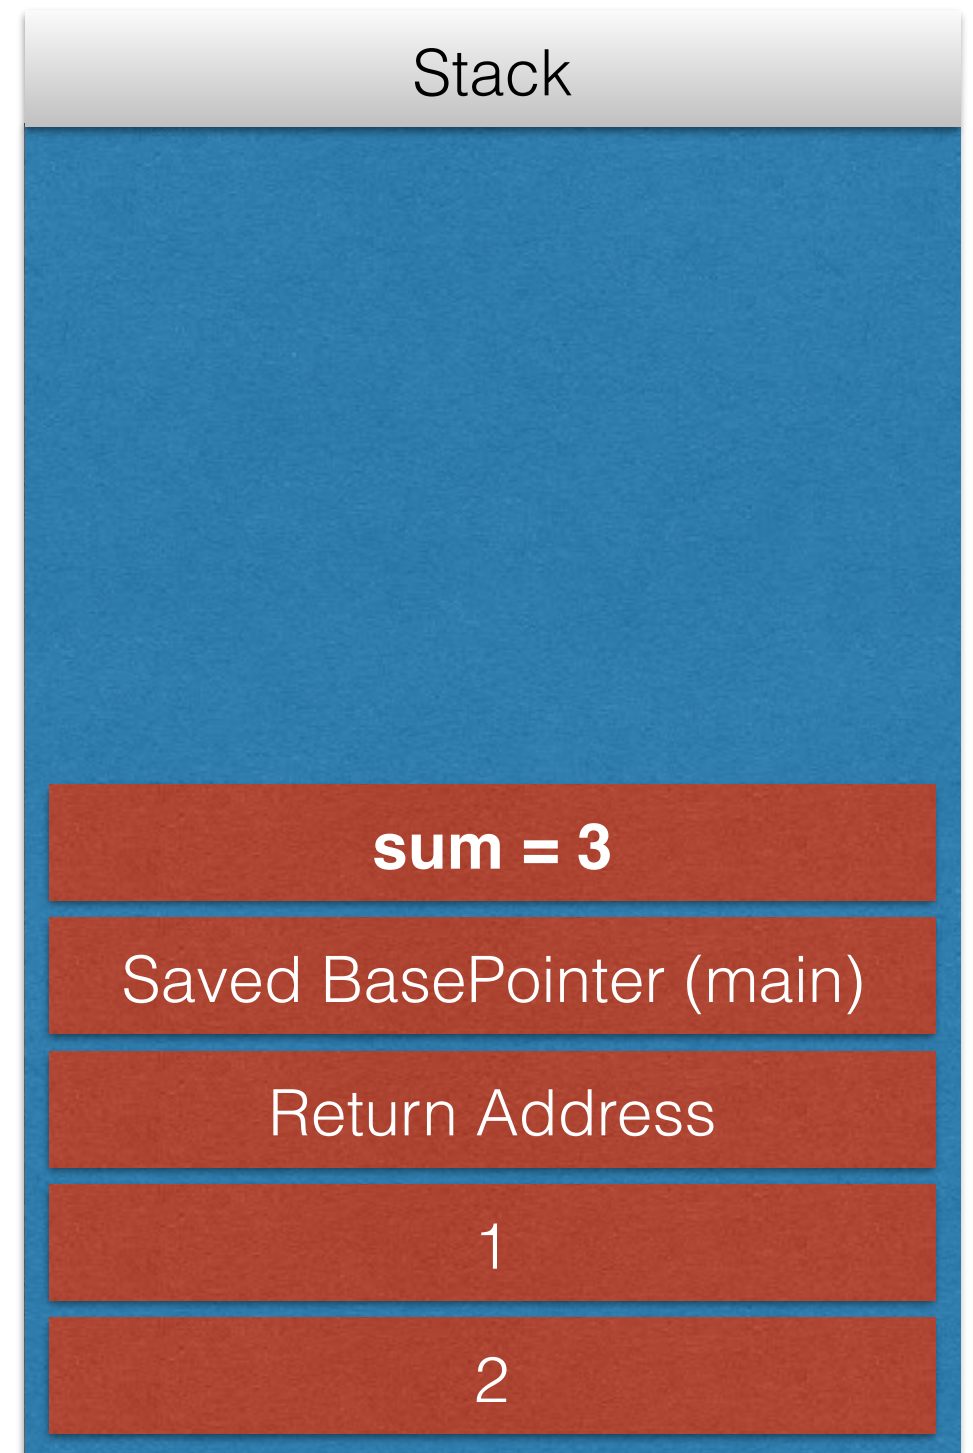 Stack
sum = 3
Saved BasePointer (main)
Return Address
1
2